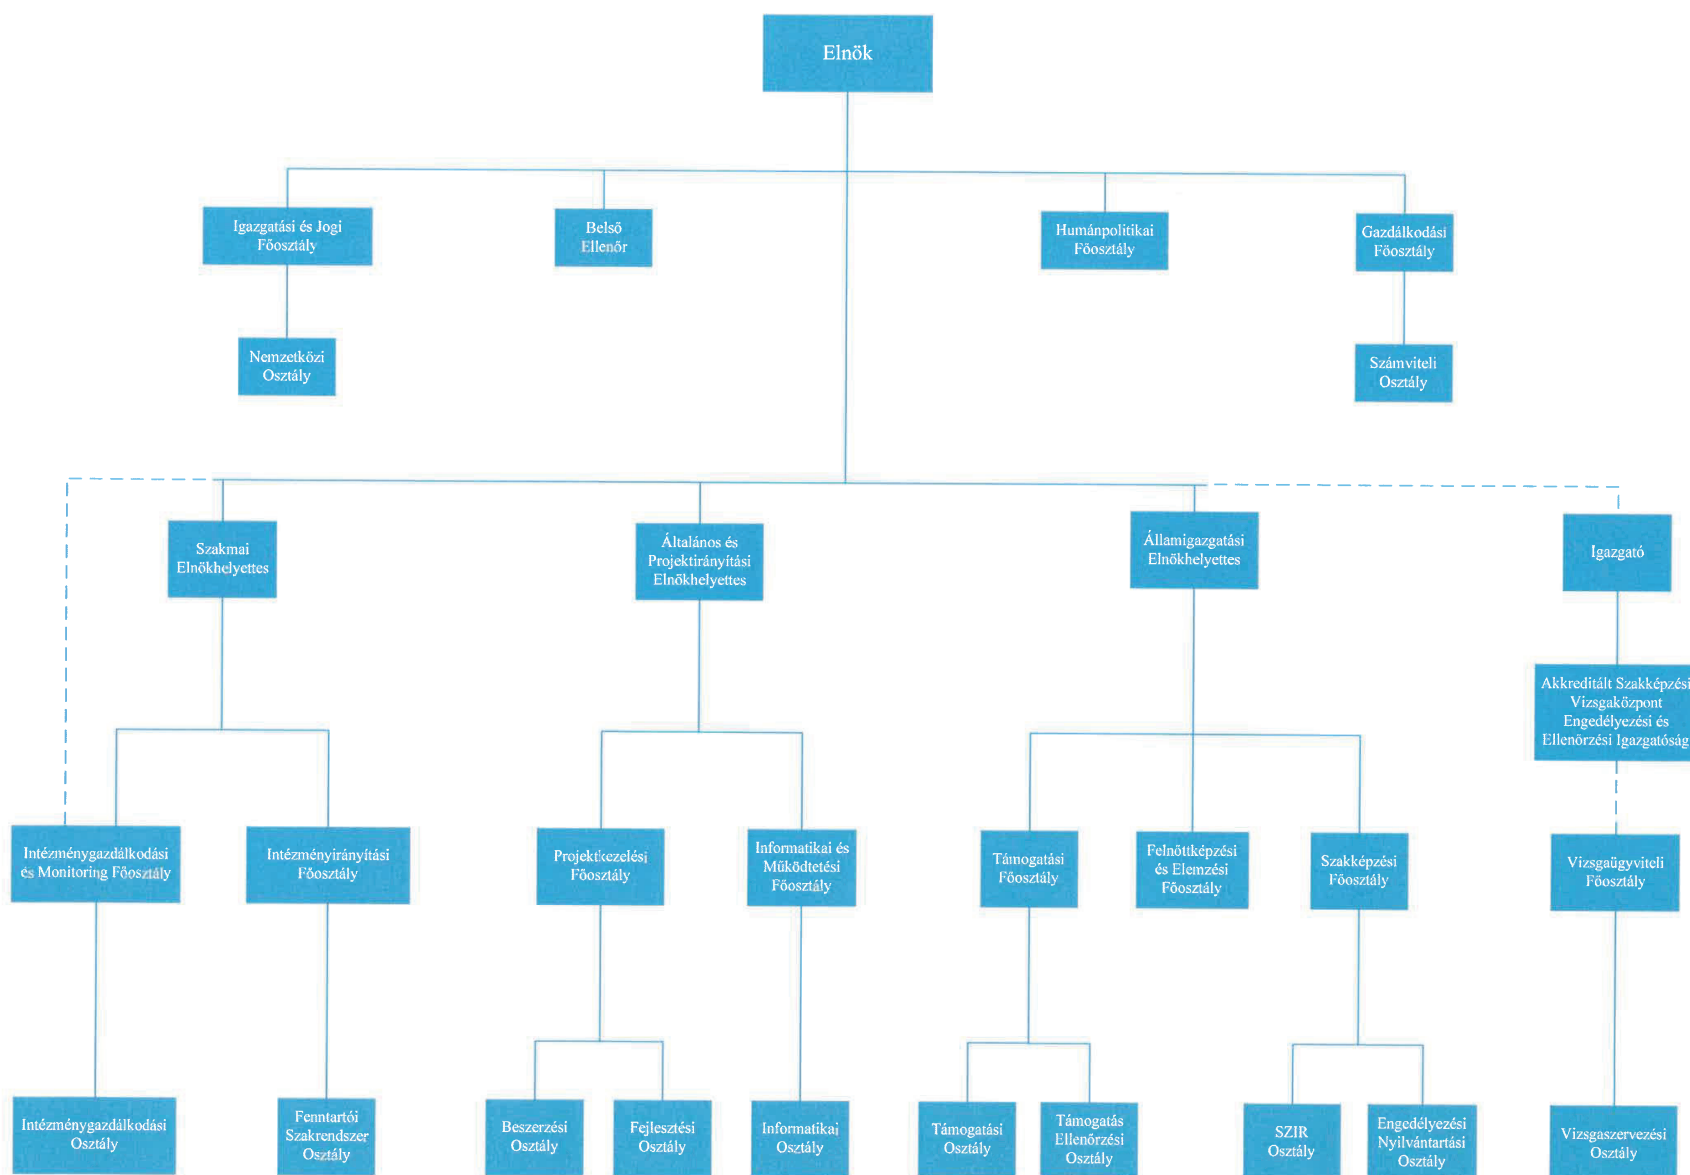 Elnök
Igazgatási és Jogi
Főosztály
Belső
Ellenőr
Humánpolitikai
Főosztály
Gazdálkodási
Főosztály
Nemzetközi
Osztály
Számviteli
Osztály
Szakmai
Elnökhelyettes
Általános és
Projektirányítási
Elnökhelyettes
Államigazgatási
Elnökhelyettes
Igazgató
Akkreditált Szakképzési
Vizsgaközpont
Engedélyezési és
Ellenőrzési Igazgatóság
Intézménygazdálkodási
és Monitoring Főosztály
Intézményirányítási
Főosztály
Projektkezelési
Főosztály
Informatikai és
Működtetési
Főosztály
Támogatási
Főosztály
Felnőttképzési
és Elemzési
Főosztály
Szakképzési
Főosztály
Vizsgaügyviteli
Főosztály
Intézménygazdálkodási
Osztály
Fenntartói
Szakrendszer
Osztály
Beszerzési
Osztály
Fejlesztési
Osztály
Informatikai
Osztály
Támogatási
Osztály
Támogatás
Ellenőrzési
Osztály
SZIR
Osztály
Engedélyezési
Nyilvántartási
Osztály
Vizsgaszervezési
Osztály